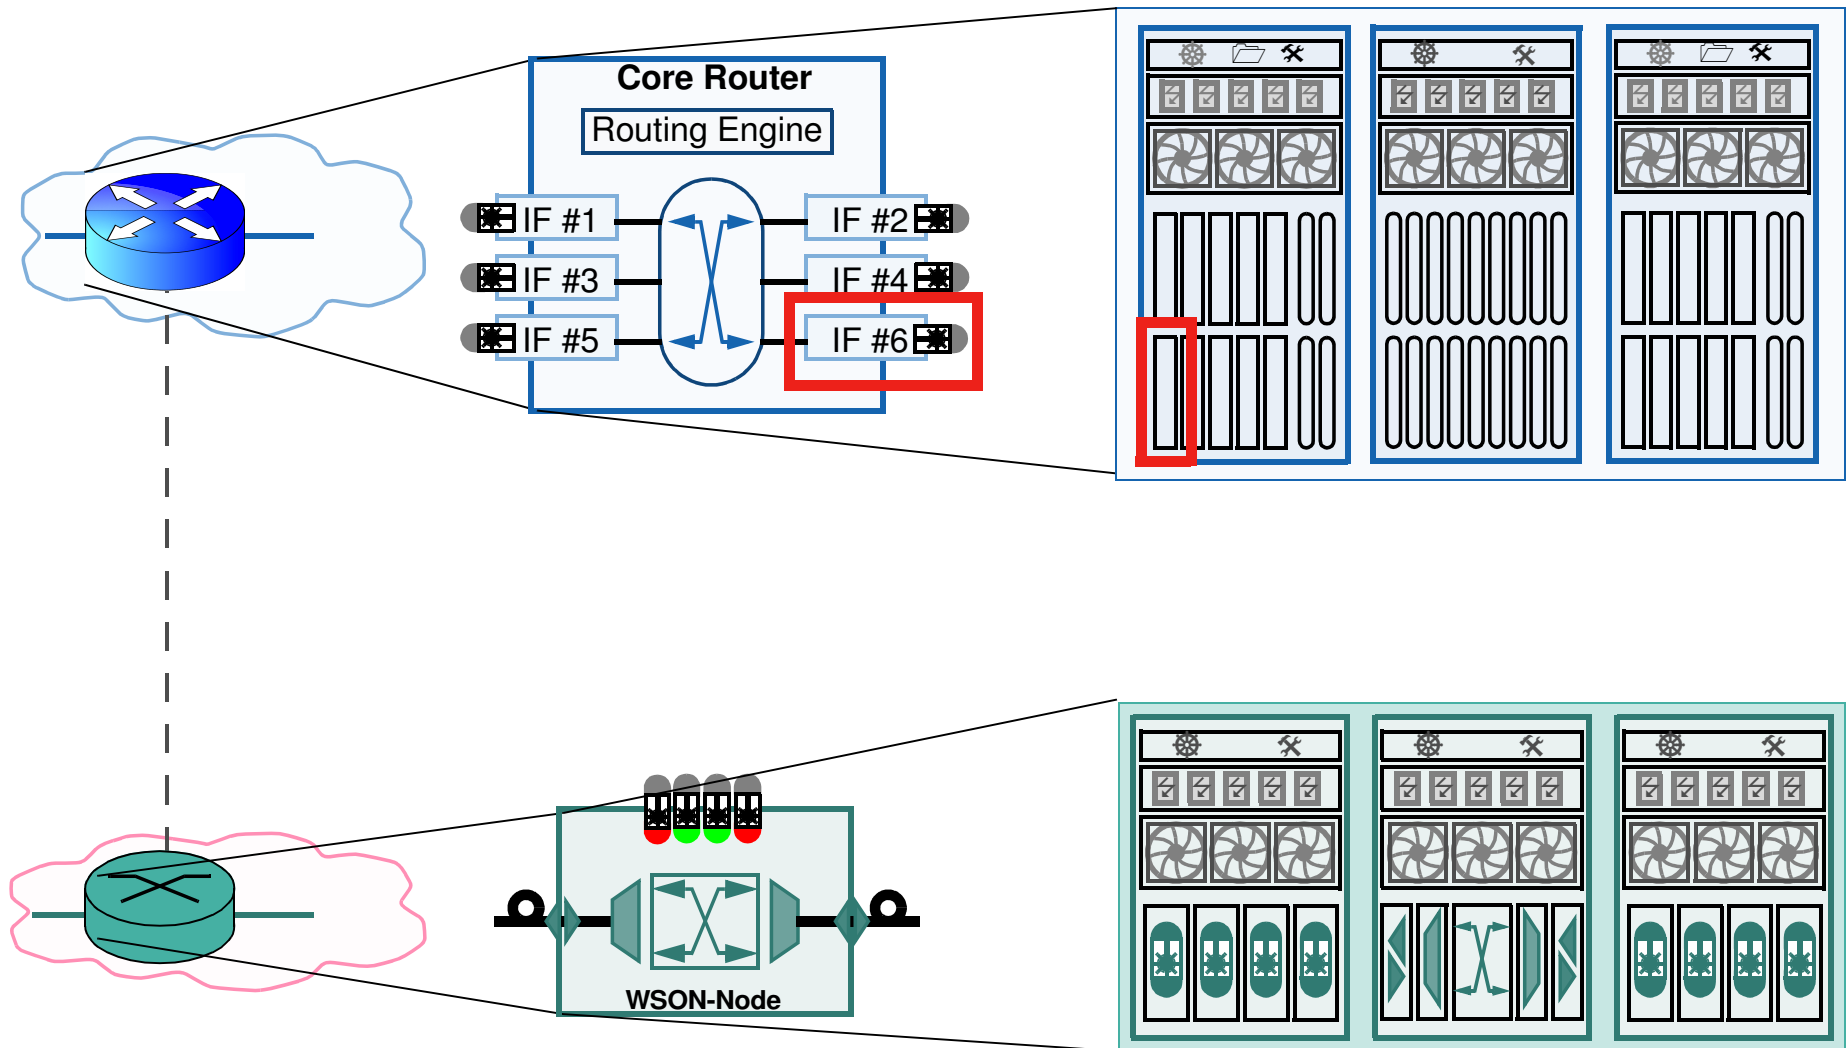 Core Router
Routing Engine
IF #1
IF #2
IF #3
IF #4
IF #5
IF #6
WSON-Node